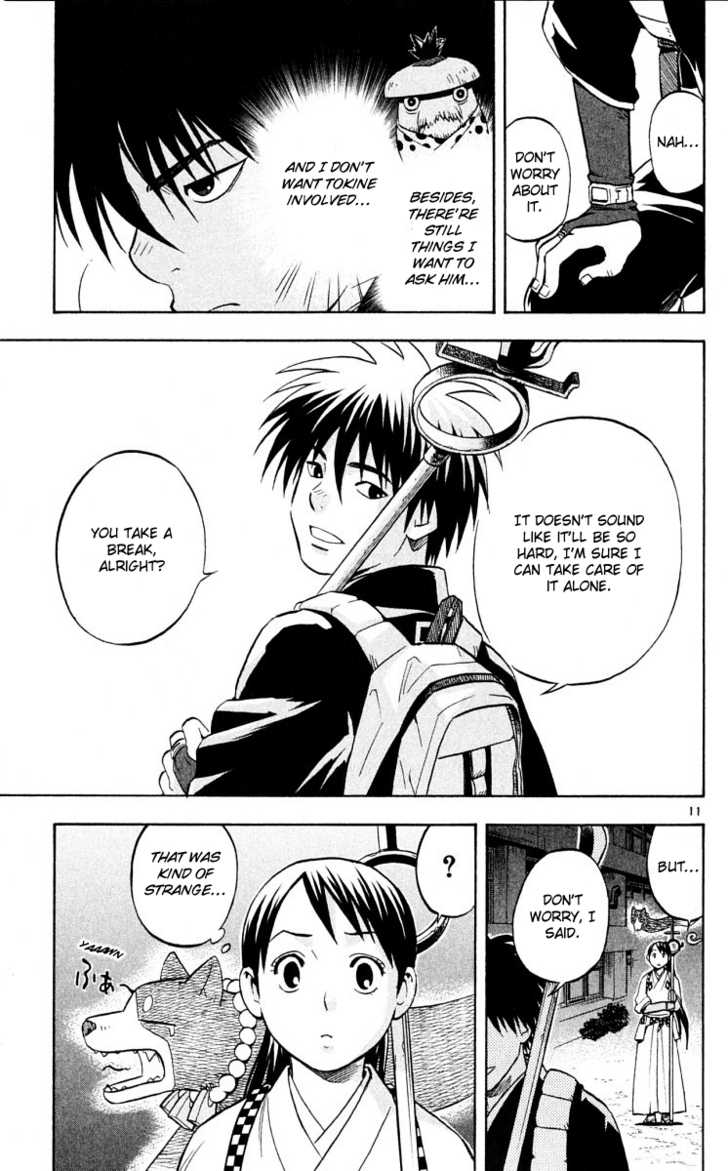 NAH...
DON'T
WORRY
ABOUT
IT.
BESIDES,
THERE'RE
STILL
THINGS I
WANT TO
ASK HIM...
AND I DON'T
WANT TOKINE
INVOLVED...
IT DOESN'T SOUND
LIKE IT'LL BE SO
HARD, I'M SURE I
CAN TAKE CARE OF
IT ALONE.
YOU TAKE A
BREAK,
ALRIGHT?
11
BUT...
DON'T
WORRY, I
SAID.
?
THAT WAS
KIND OF
STRANGE...
YAAAWN
ふぁ